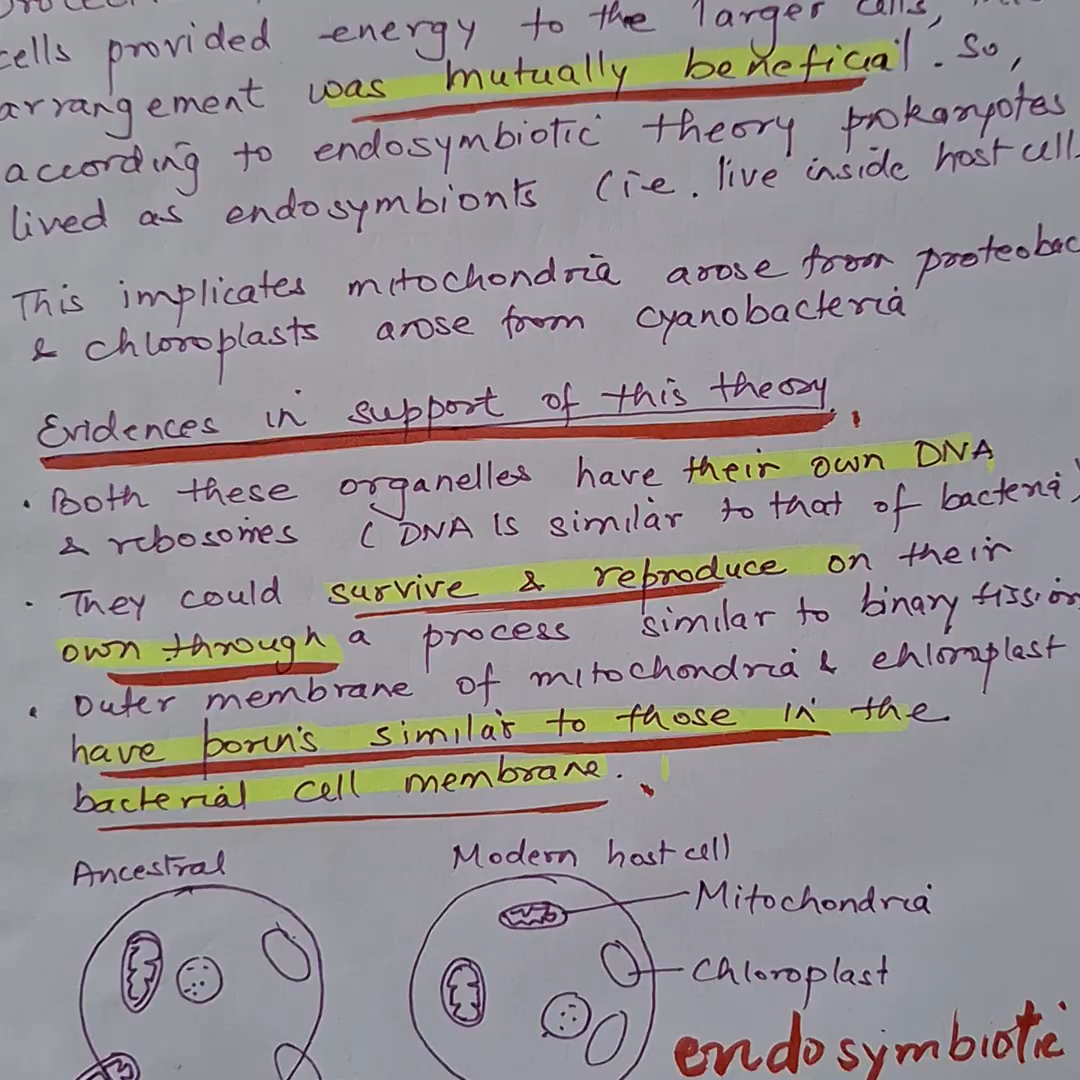 cells provided energy to the larger cells,
arrangement was mutually beneficial. So,
according to endosymbiotic theory prokaryotes
lived as endosymbionts (i.e. live inside host cell.
This implicates mitochondria arose from proteobac
& chloroplasts arose from cyanobacteria
Evidences in support of this theory.
• Both these organelles have their own DNA
& rebosomes (DNA is similar to that of bacteria)
• They could survive & reproduce on their
own through a process similar to binary fission
• Outer membrane of mitochondria & chloroplast
have porin's similar to those in the
bacterial cell membrane.
Ancestral
Modern host cell
Mitochondria
Chloroplast
endosymbiotic